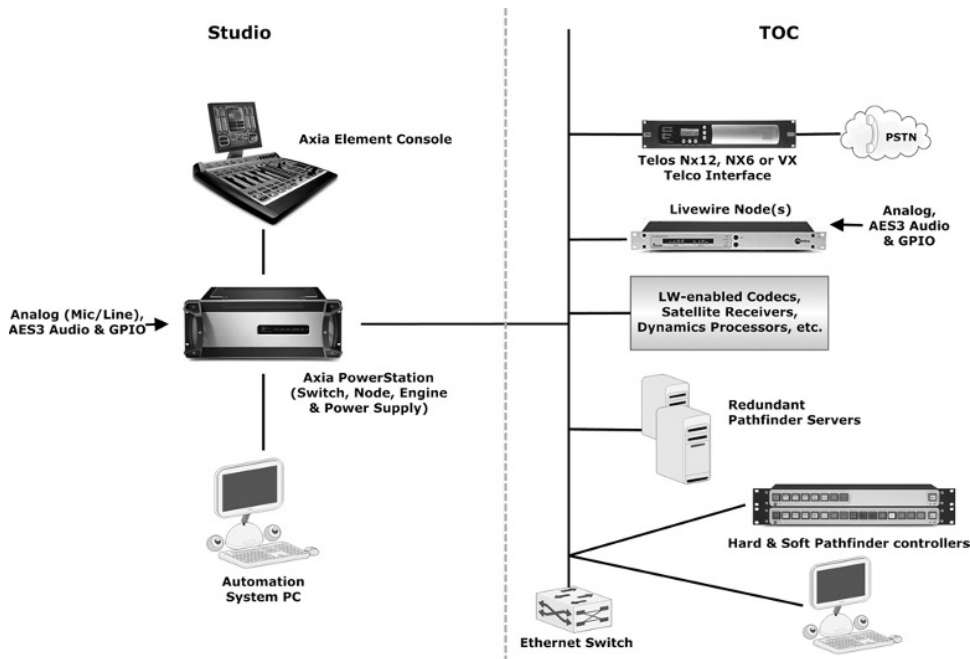 Studio
TOC
Axia Element Console
PSTN
Telos Nx12, NX6 or VX
Telco Interface
Livewire Node(s)
Analog,
AES3 Audio
& GPIO
LW-enabled Codecs,
Satellite Receivers,
Dynamics Processors, etc.
Analog (Mic/Line),
AES3 Audio & GPIO
Axia PowerStation
(Switch, Node, Engine
& Power Supply)
Redundant
Pathfinder Servers
Hard & Soft Pathfinder controllers
Automation
System PC
Ethernet Switch